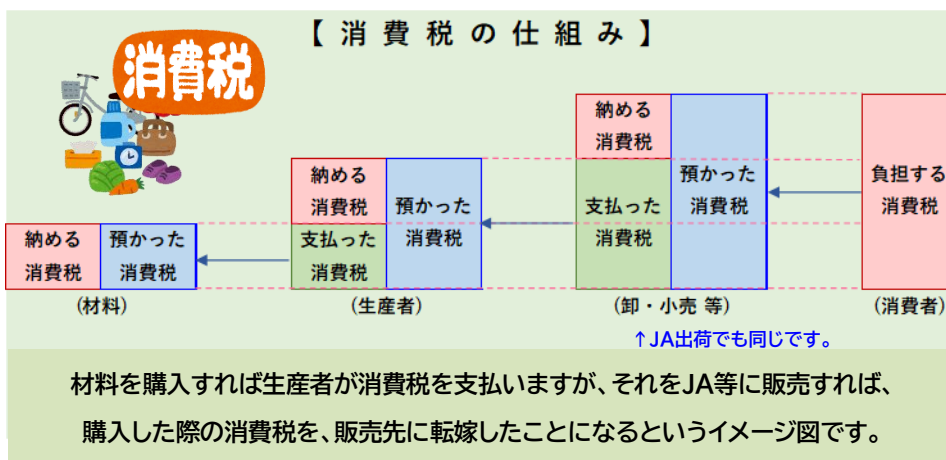 【消費税の仕組み】
消費税
納める
消費税
預かった
消費税
(材料)
納める
消費税
支払った
消費税
預かった
消費税
(生産者)
納める
消費税
支払った
消費税
預かった
消費税
(卸・小売 等)
負担する
消費税
(消費者)
↑JA出荷でも同じです。
材料を購入すれば生産者が消費税を支払いますが、それをJA等に販売すれば、
購入した際の消費税を、販売先に転嫁したことになるというイメージ図です。